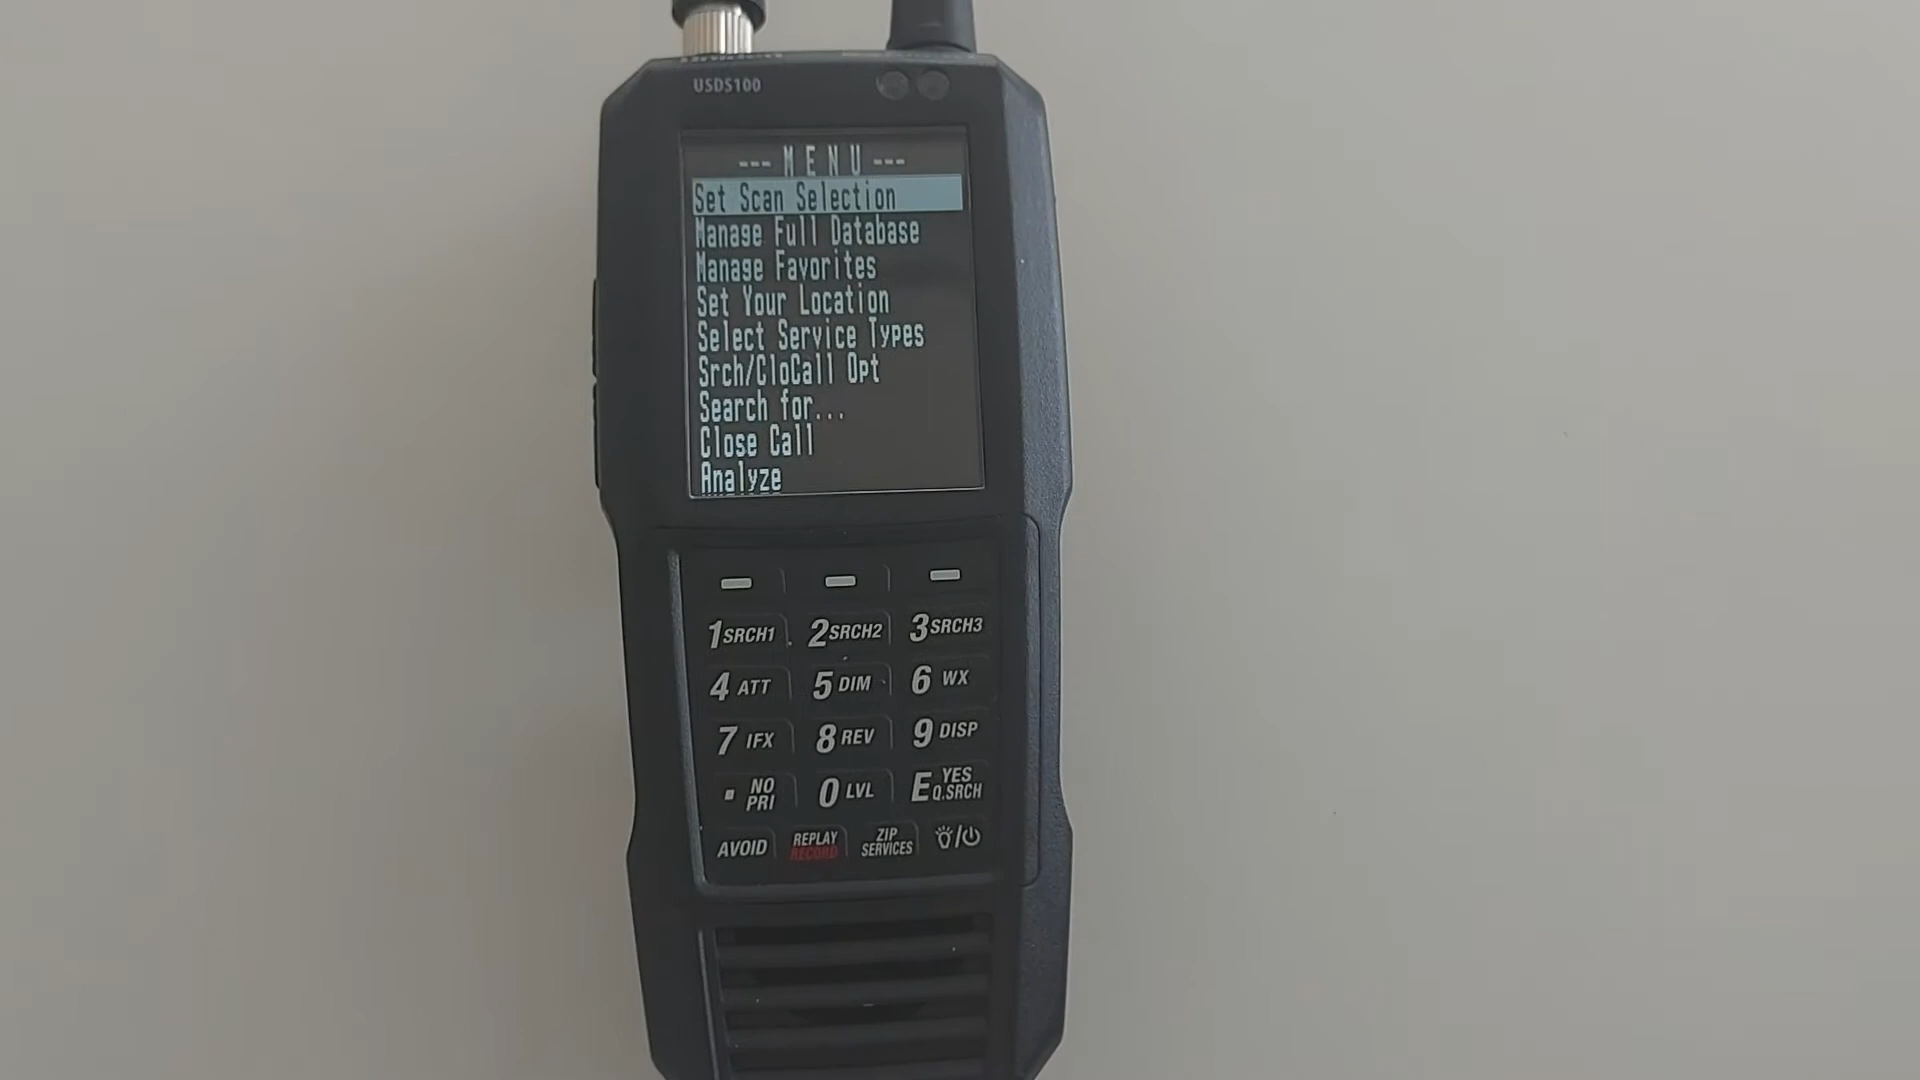 USDS100
--- M E N U ---
Set Scan Selection
Manage Full Database
Manage Favorites
Set Your Location
Select Service Types
Srch/CloCall Opt
Search for...
Close Call
Analyze
1 SRCH1 2 SRCH2 3 SRCH3
4 ATT 5 DIM 6 WX
7 IFX 8 REV 9 DISP
. NO PRI 0 LVL E YES Q.SRCH
AVOID REPLAY RECORD ZIP SERVICES